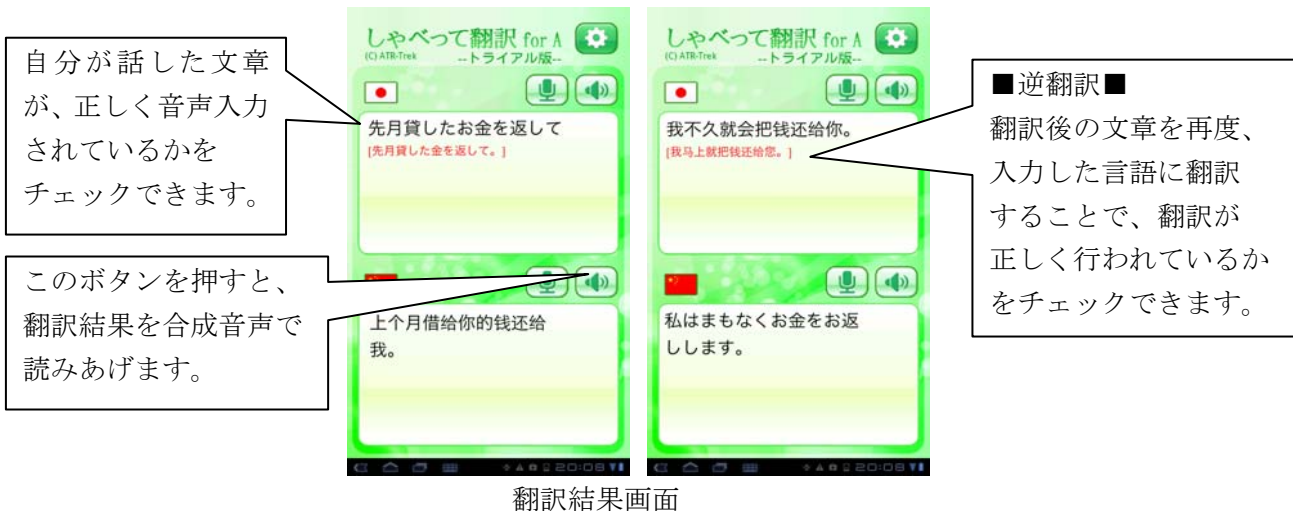 自分が話した文章
が、正しく音声入力
されているかを
チェックできます。
このボタンを押すと、
翻訳結果を合成音声で
読みあげます。
しゃべって翻訳 for A
(C) ATR-Trek --トライアル版--
先月貸したお金を返して
[先月貸した金を返して。]
上个月借给你的钱还给
我。
20:08
しゃべって翻訳 for A
(C) ATR-Trek --トライアル版--
我不久就会把钱还给你。
[我马上就把钱还给您。]
私はまもなくお金をお返
しします。
20:08
■逆翻訳■
翻訳後の文章を再度、
入力した言語に翻訳
することで、翻訳が
正しく行われているか
をチェックできます。
翻訳結果画面